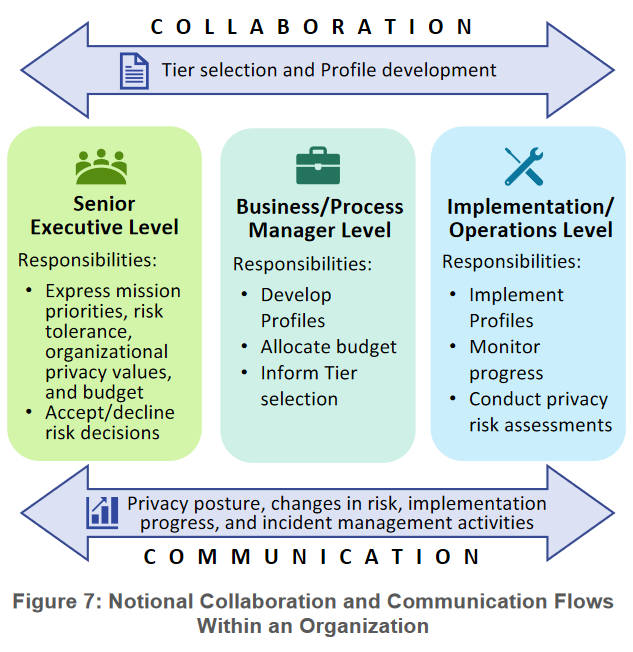 COLLABORATION
Tier selection and Profile development
Senior
Executive Level
Responsibilities:
• Express mission
priorities, risk
tolerance,
organizational
privacy values,
and budget
• Accept/decline
risk decisions
Business/Process
Manager Level
Responsibilities:
• Develop
Profiles
• Allocate budget
• Inform Tier
selection
Implementation/
Operations Level
Responsibilities:
• Implement
Profiles
• Monitor
progress
• Conduct privacy
risk assessments
Privacy posture, changes in risk, implementation
progress, and incident management activities
COMMUNICATION
Figure 7: Notional Collaboration and Communication Flows
Within an Organization